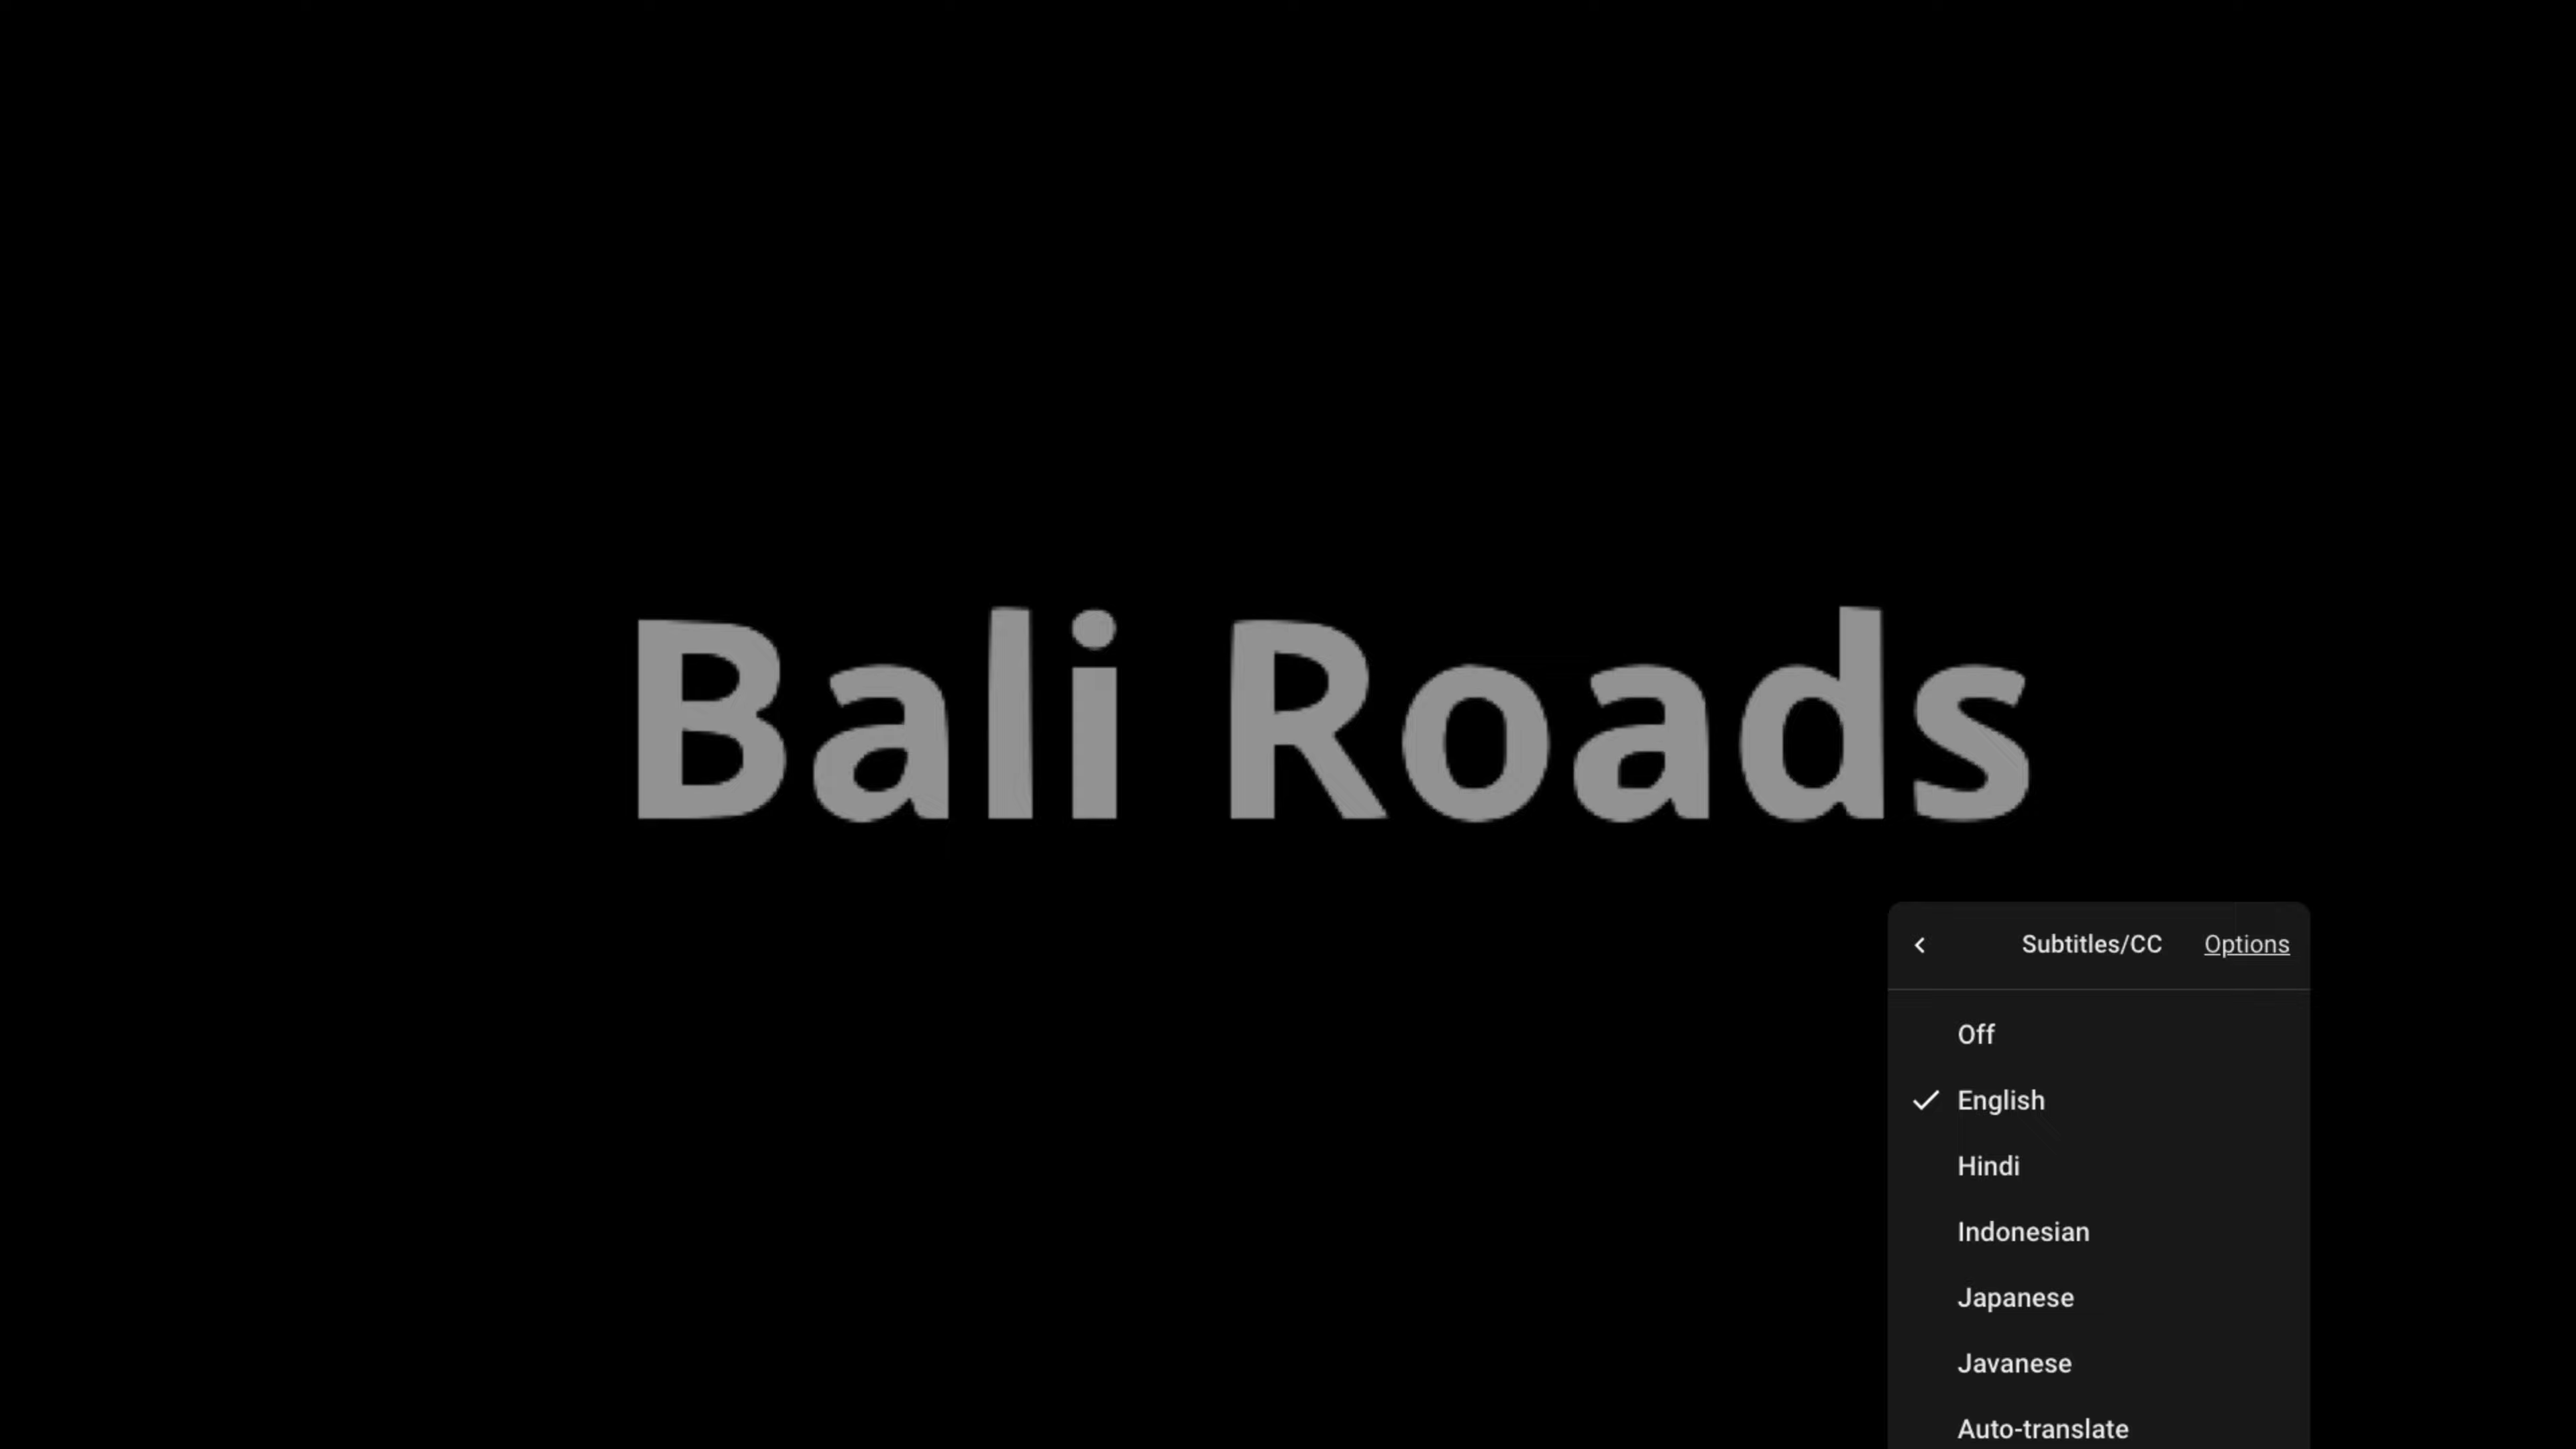 Bali Roads
Subtitles/CC Options
Off
English
Hindi
Indonesian
Japanese
Javanese
Auto-translate